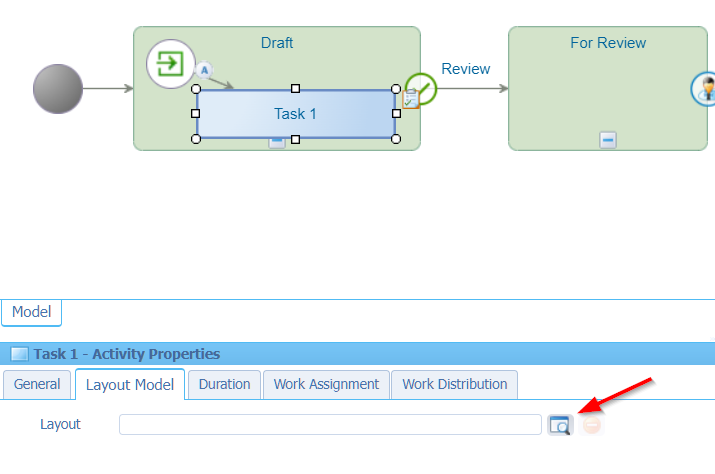 Draft
For Review
A
Review
Task 1
Model
Task 1 - Activity Properties
General
Layout Model
Duration
Work Assignment
Work Distribution
Layout